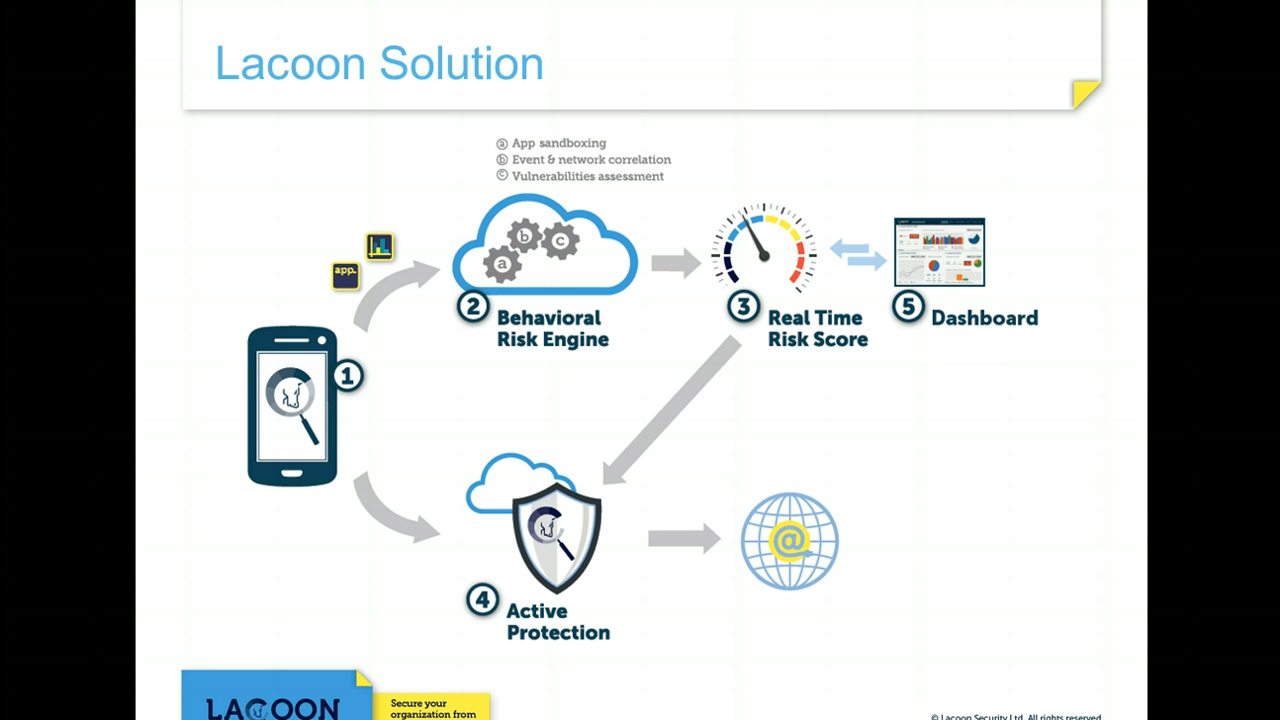 Lacoon Solution
a App sandboxing
b Event & network correlation
c Vulnerabilities assessment
app.
b
c
a
2 Behavioral
Risk Engine
3 Real Time
Risk Score
5 Dashboard
1
@
4 Active
Protection
LACOON
Secure your
organization from
© Lacoon Security Ltd. All rights reserved